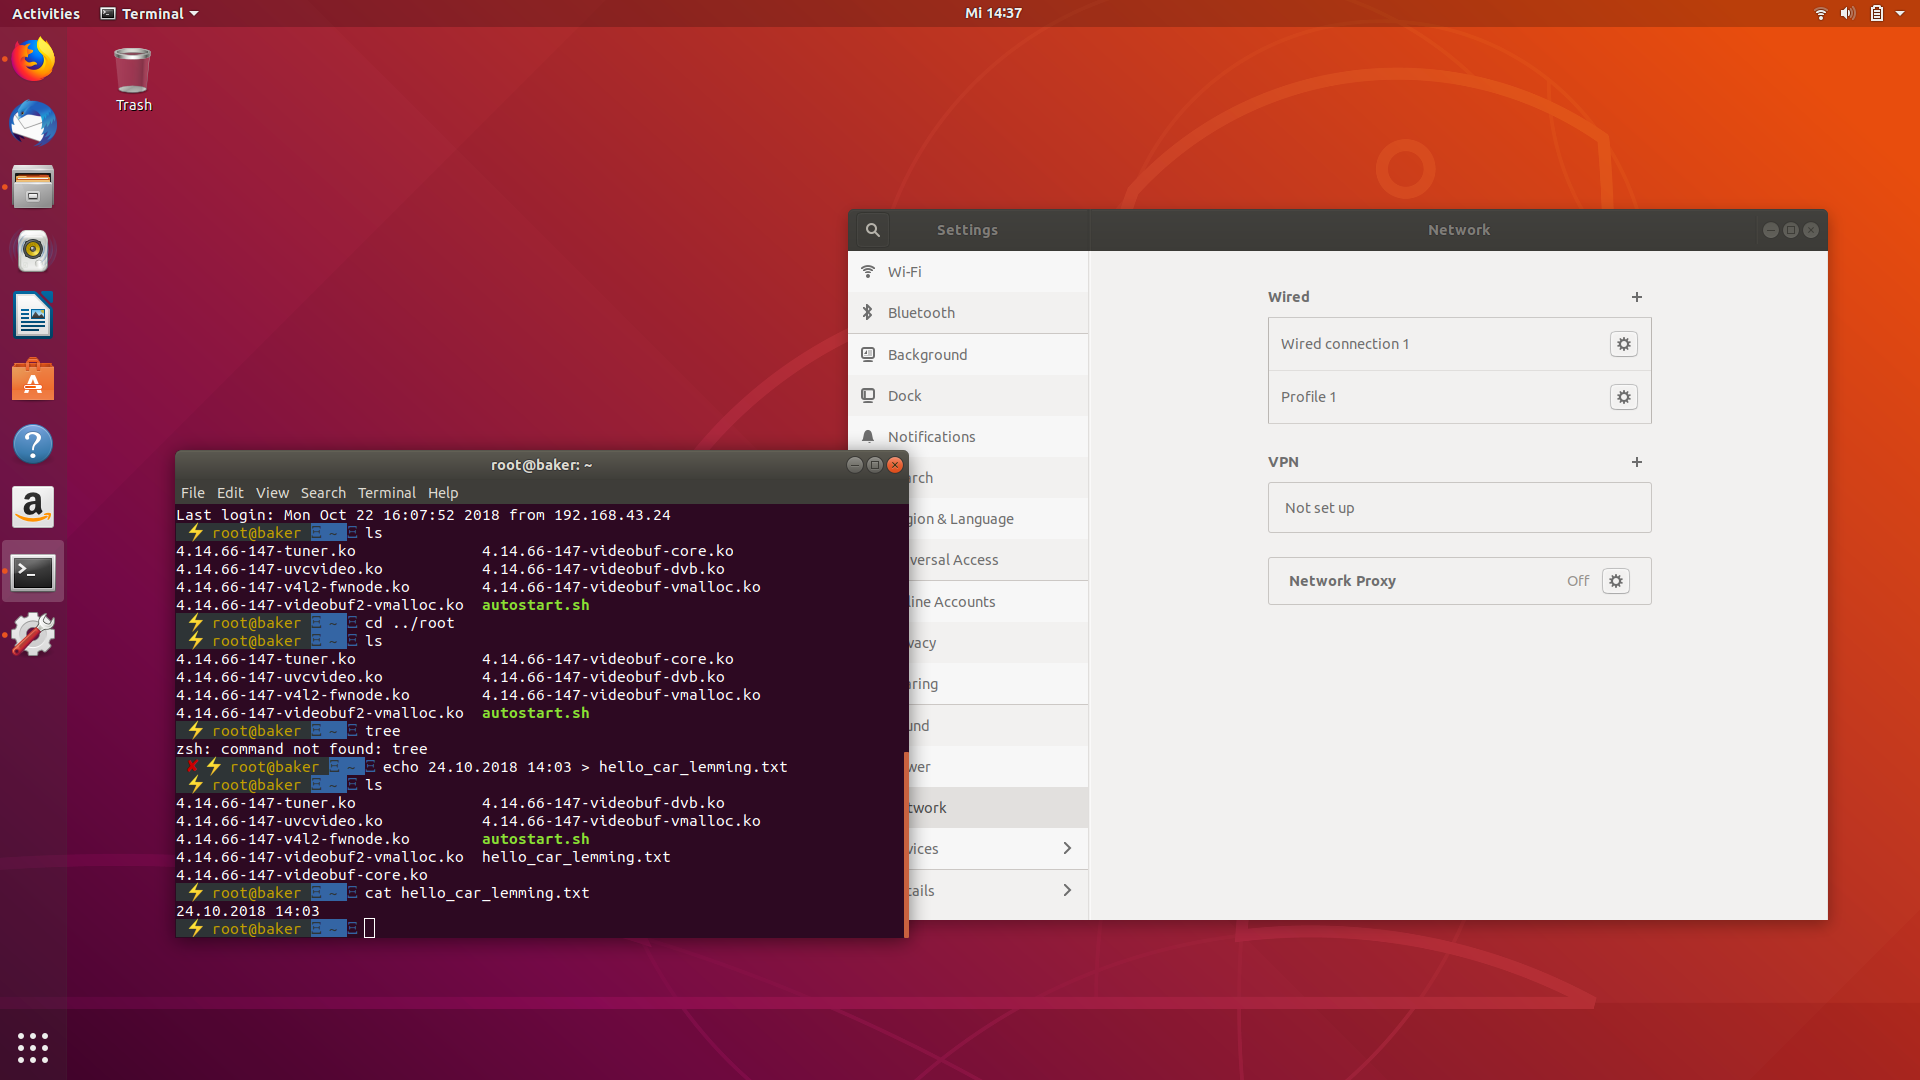 Activities Terminal Mi 14:37
Trash
Settings Network
Wi-Fi
Bluetooth
Background
Dock
Notifications
arch
gion & Language
versal Access
line Accounts
vacy
aring
und
wer
twork
vices
tails
Wired
Wired connection 1
Profile 1
VPN
Not set up
Network Proxy Off
root@baker: ~
File Edit View Search Terminal Help
Last login: Mon Oct 22 16:07:52 2018 from 192.168.43.24
⚡ root@baker ~ ls
4.14.66-147-tuner.ko 4.14.66-147-videobuf-core.ko
4.14.66-147-uvcvideo.ko 4.14.66-147-videobuf-dvb.ko
4.14.66-147-v4l2-fwnode.ko 4.14.66-147-videobuf-vmalloc.ko
4.14.66-147-videobuf2-vmalloc.ko autostart.sh
⚡ root@baker ~ cd ../root
⚡ root@baker ~ ls
4.14.66-147-tuner.ko 4.14.66-147-videobuf-core.ko
4.14.66-147-uvcvideo.ko 4.14.66-147-videobuf-dvb.ko
4.14.66-147-v4l2-fwnode.ko 4.14.66-147-videobuf-vmalloc.ko
4.14.66-147-videobuf2-vmalloc.ko autostart.sh
⚡ root@baker ~ tree
zsh: command not found: tree
✘ ⚡ root@baker ~ echo 24.10.2018 14:03 > hello_car_lemming.txt
⚡ root@baker ~ ls
4.14.66-147-tuner.ko 4.14.66-147-videobuf-dvb.ko
4.14.66-147-uvcvideo.ko 4.14.66-147-videobuf-vmalloc.ko
4.14.66-147-v4l2-fwnode.ko autostart.sh
4.14.66-147-videobuf2-vmalloc.ko hello_car_lemming.txt
4.14.66-147-videobuf-core.ko
⚡ root@baker ~ cat hello_car_lemming.txt
24.10.2018 14:03
⚡ root@baker ~